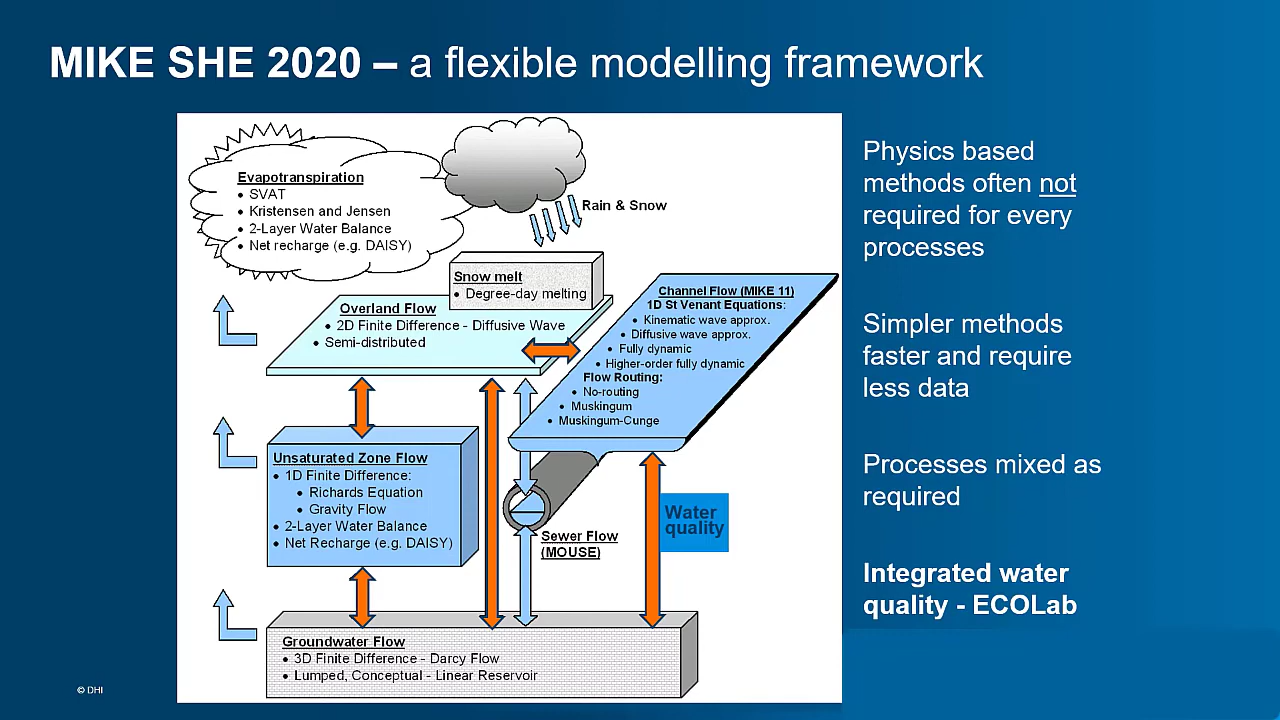 MIKE SHE 2020 – a flexible modelling framework
Evapotranspiration
• SVAT
• Kristensen and Jensen
• 2-Layer Water Balance
• Net recharge (e.g. DAISY)
Rain & Snow
Snow melt
• Degree-day melting
Overland Flow
• 2D Finite Difference - Diffusive Wave
• Semi-distributed
Channel Flow (MIKE 11)
1D St Venant Equations:
• Kinematic wave approx.
• Diffusive wave approx.
• Fully dynamic
• Higher-order fully dynamic
Flow Routing:
• No-routing
• Muskingum
• Muskingum-Cunge
Unsaturated Zone Flow
• 1D Finite Difference:
• Richards Equation
• Gravity Flow
• 2-Layer Water Balance
• Net Recharge (e.g. DAISY)
Sewer Flow
(MOUSE)
Water
quality
Groundwater Flow
• 3D Finite Difference - Darcy Flow
• Lumped, Conceptual - Linear Reservoir
Physics based
methods often not
required for every
processes
Simpler methods
faster and require
less data
Processes mixed as
required
Integrated water
quality - ECOLab
© DHI